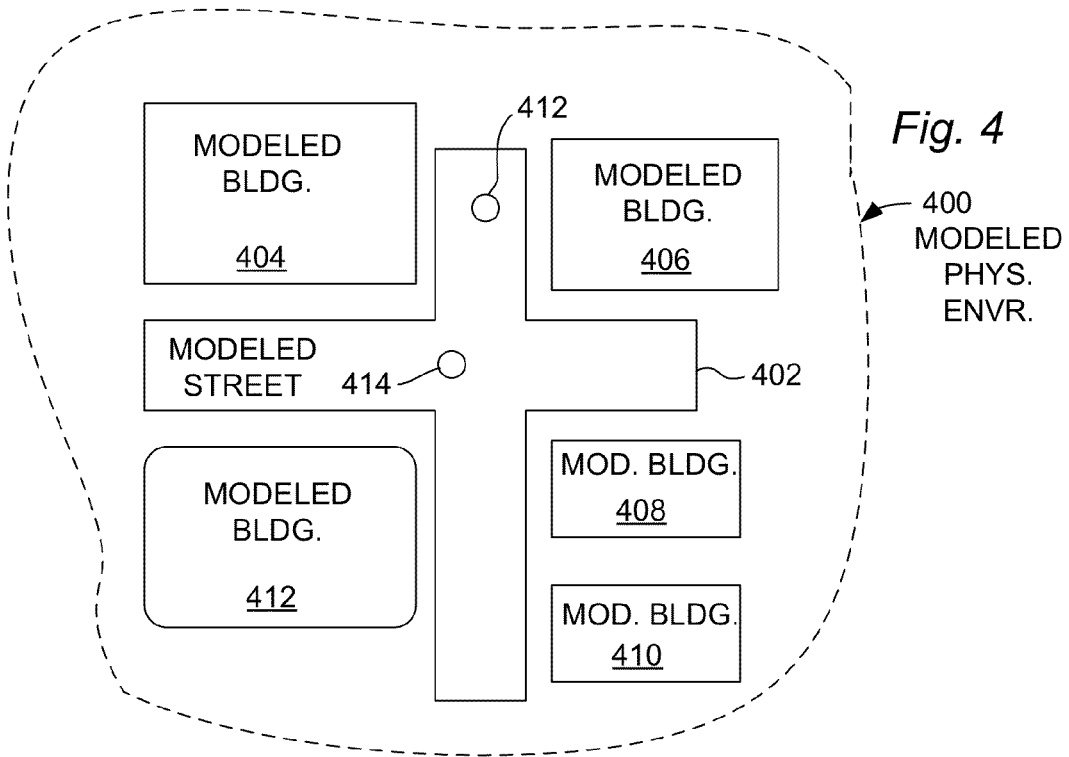 412
Fig. 4
MODELED
BLDG.
404
MODELED
BLDG.
406
400
MODELED
PHYS.
ENVR.
MODELED
STREET
414
402
MODELED
BLDG.
412
MOD. BLDG.
408
MOD. BLDG.
410